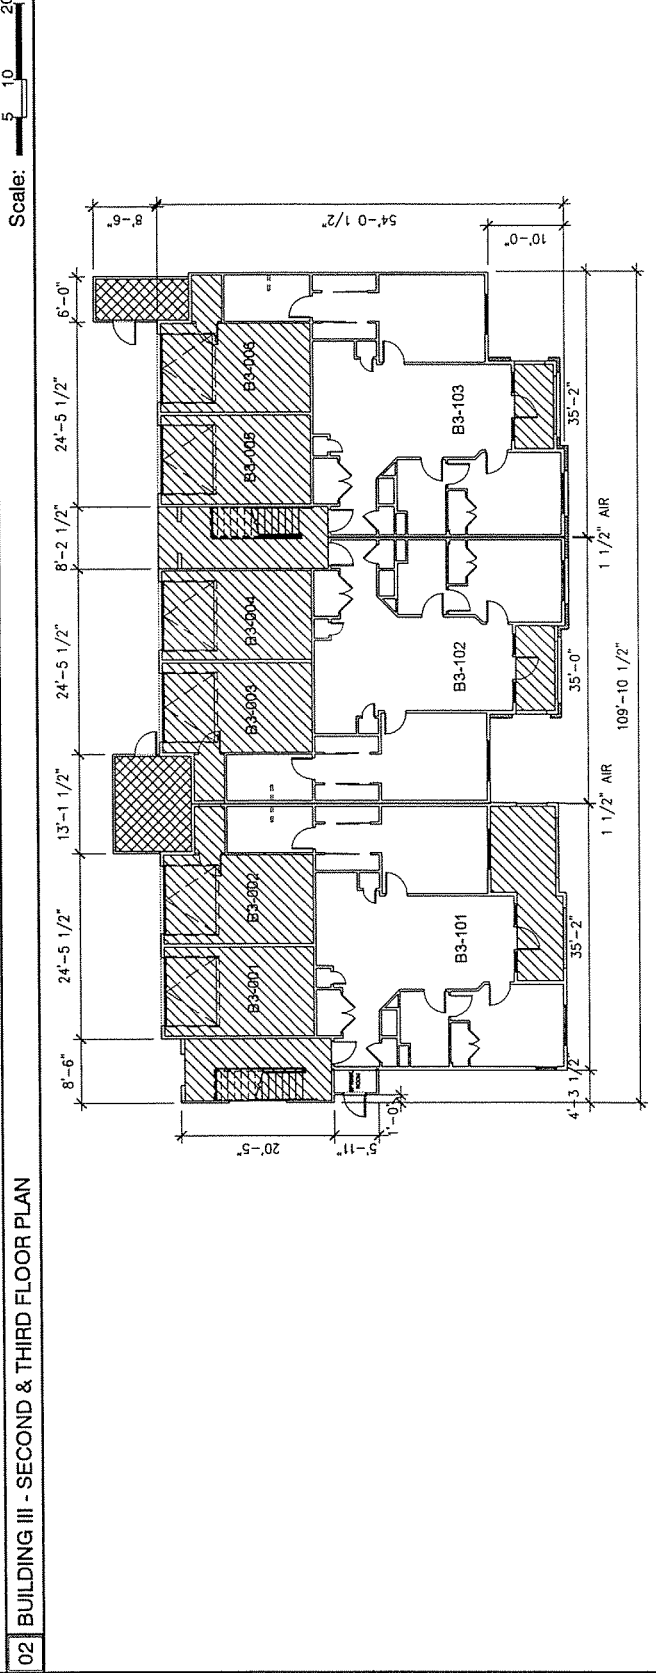 02 BUILDING III - SECOND & THIRD FLOOR PLAN
Scale: 5 10 20
8'-6" 24'-5 1/2" 13'-1 1/2" 24'-5 1/2" 8'-2 1/2" 24'-5 1/2" 6'-0"
8'-6"
54'-0 1/2"
10'-0"
20'-5"
5'-11"
1'-0"
B3-001 B3-002 B3-003 B3-004 B3-005 B3-006
B3-101 B3-102 B3-103
4'-3 1/2" 35'-2" 35'-0" 35'-2"
1 1/2" AIR 1 1/2" AIR
109'-10 1/2"